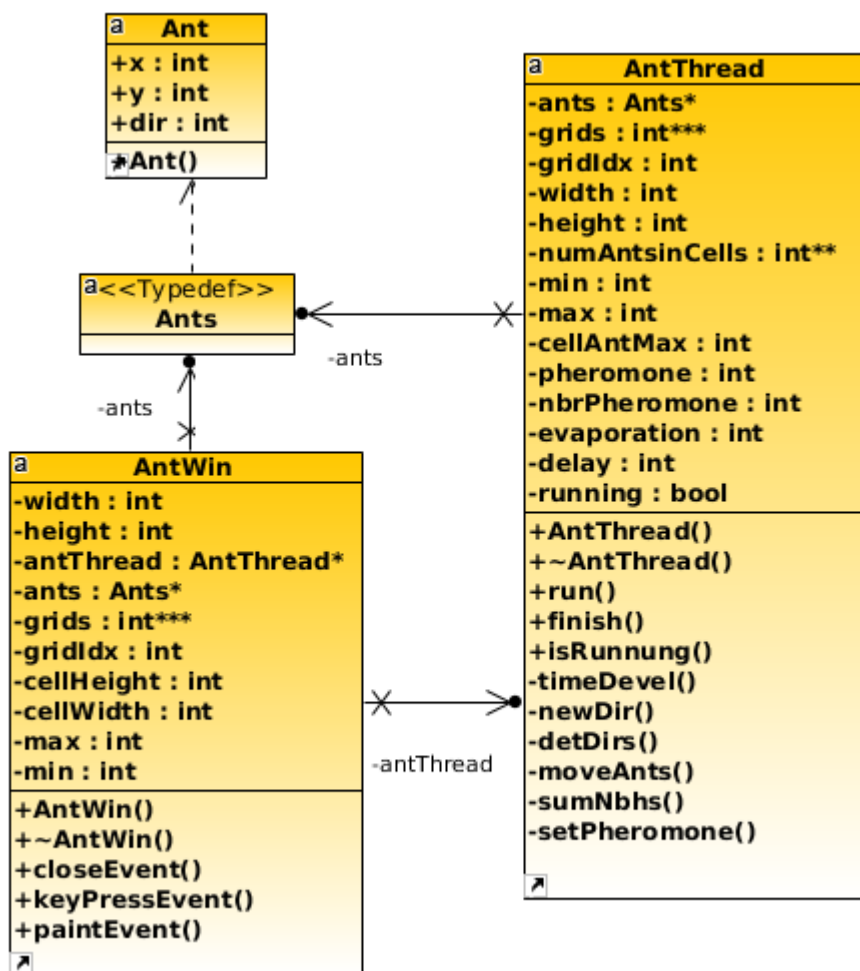 a Ant
+x : int
+y : int
+dir : int
+Ant()
a <<Typedef>>
Ants
-ants
-ants
a AntWin
-width : int
-height : int
-antThread : AntThread*
-ants : Ants*
-grids : int***
-gridIdx : int
-cellHeight : int
-cellWidth : int
-max : int
-min : int
+AntWin()
+~AntWin()
+closeEvent()
+keyPressEvent()
+paintEvent()
-antThread
a AntThread
-ants : Ants*
-grids : int***
-gridIdx : int
-width : int
-height : int
-numAntsinCells : int**
-min : int
-max : int
-cellAntMax : int
-pheromone : int
-nbrPheromone : int
-evaporation : int
-delay : int
-running : bool
+AntThread()
+~AntThread()
+run()
+finish()
+isRunnung()
-timeDevel()
-newDir()
-detDirs()
-moveAnts()
-sumNbhs()
-setPheromone()